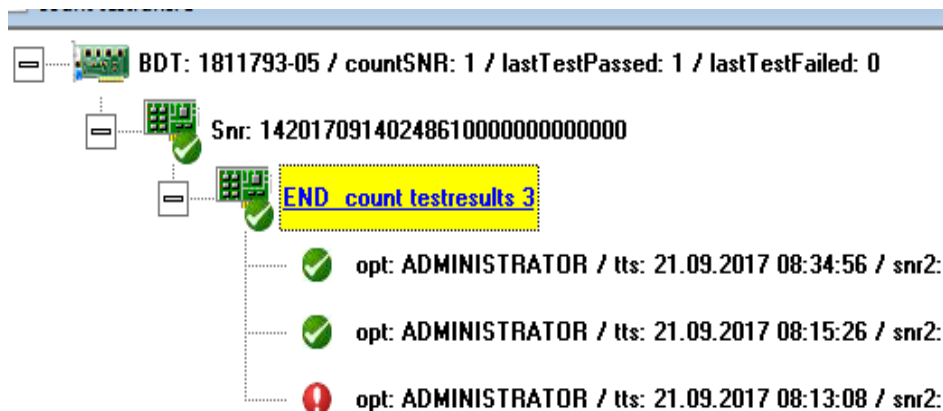 BDT: 1811793-05 / countSNR: 1 / lastTestPassed: 1 / lastTestFailed: 0
Snr: 142017091402486100000000000000
END count testresults 3
opt: ADMINISTRATOR / tts: 21.09.2017 08:34:56 / snr2:
opt: ADMINISTRATOR / tts: 21.09.2017 08:15:26 / snr2:
opt: ADMINISTRATOR / tts: 21.09.2017 08:13:08 / snr2: